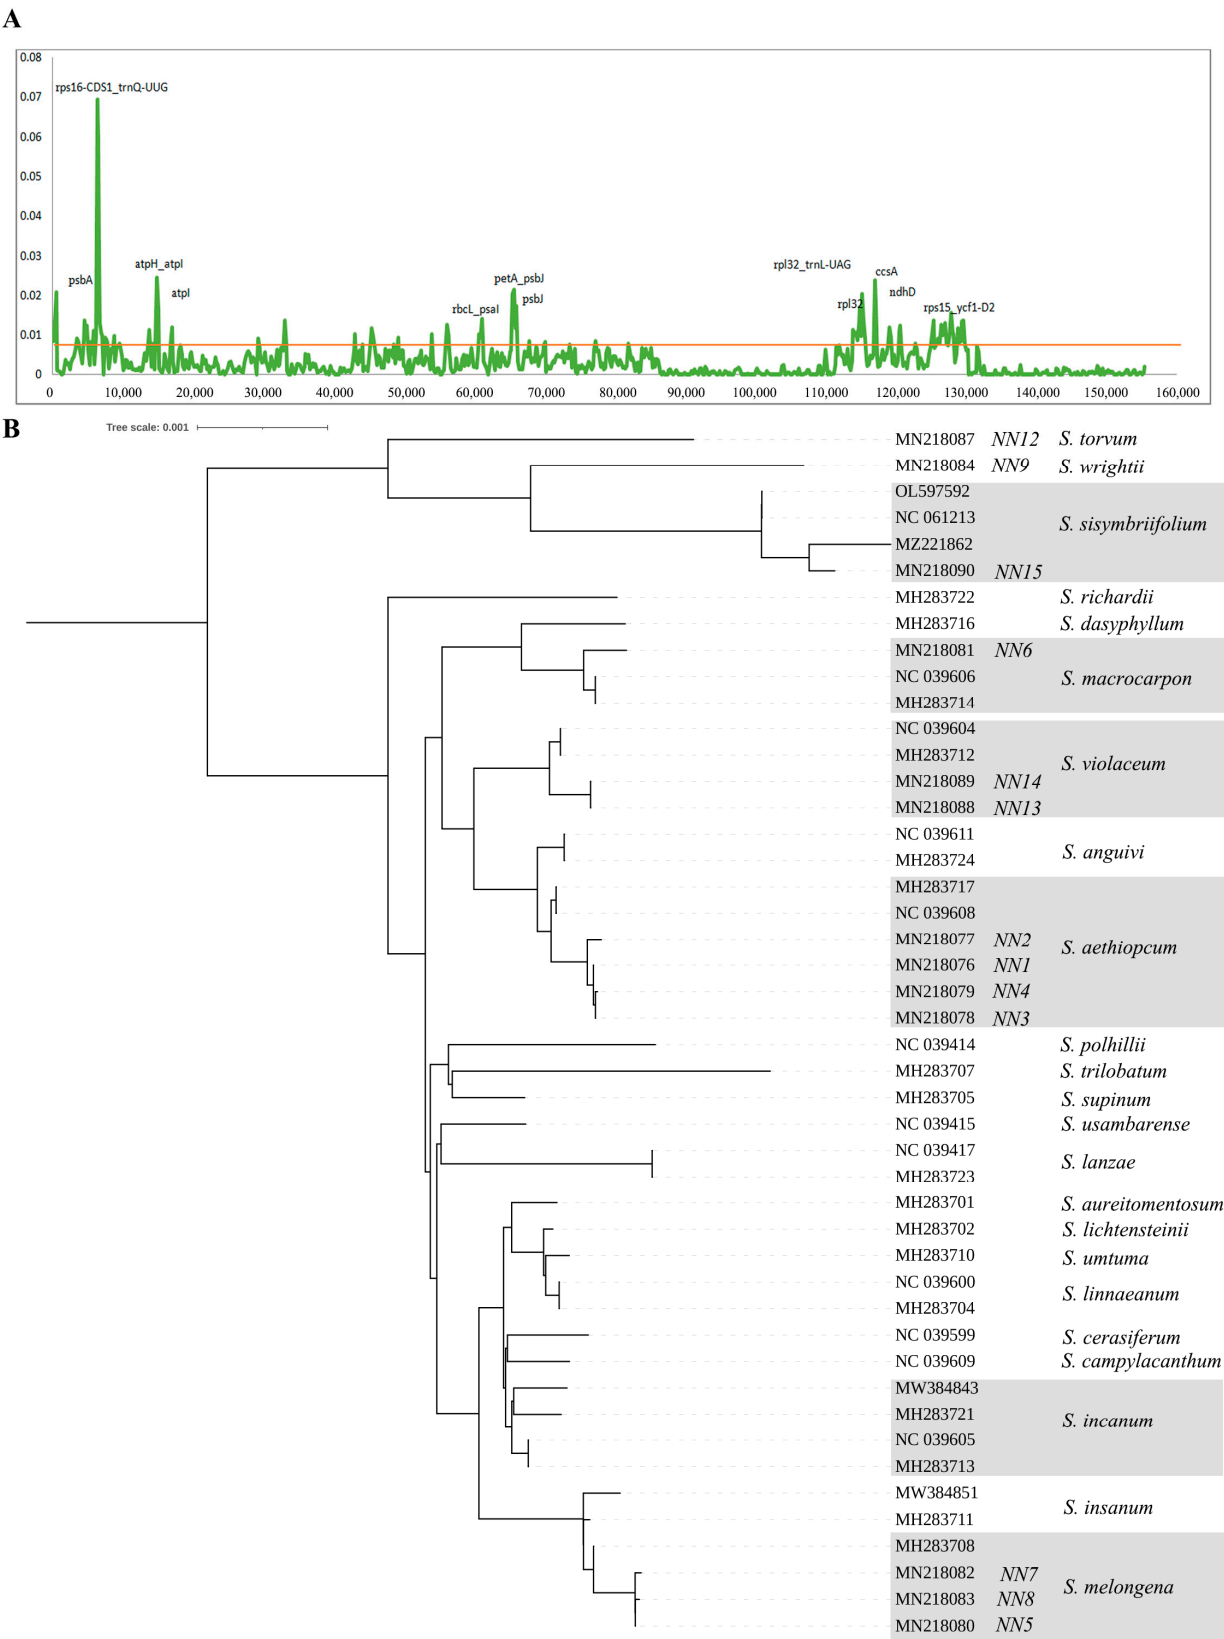 A
0.08
rps16-CDS1_trnQ-UUG
0.07
0.06
0.05
0.04
0.03
atpH_atpI
rpl32_trnL-UAG
ccsA
psbA
petA_psbJ
atpI
ndhD
0.02
psbJ
rpl32
rbcL_psaI
rps15_ycf1-D2
0.01
0
0 10,000 20,000 30,000 40,000 50,000 60,000 70,000 80,000 90,000 100,000 110,000 120,000 130,000 140,000 150,000 160,000
B
Tree scale: 0.001
MN218087 NN12 S. torvum
MN218084 NN9 S. wrightii
OL597592
NC 061213
S. sisymbriifolium
MZ221862
MN218090 NN15
MH283722 S. richardii
MH283716 S. dasyphyllum
MN218081 NN6
NC 039606 S. macrocarpon
MH283714
NC 039604
MH283712
S. violaceum
MN218089 NN14
MN218088 NN13
NC 039611
S. anguivi
MH283724
MH283717
NC 039608
MN218077 NN2
S. aethiopcum
MN218076 NN1
MN218079 NN4
MN218078 NN3
NC 039414 S. polhillii
MH283707 S. trilobatum
MH283705 S. supinum
NC 039415 S. usambarense
NC 039417
S. lanzae
MH283723
MH283701 S. aureitomentosum
MH283702 S. lichtensteinii
MH283710 S. umtuma
NC 039600
S. linnaeanum
MH283704
NC 039599 S. cerasiferum
NC 039609 S. campylacanthum
MW384843
MH283721
S. incanum
NC 039605
MH283713
MW384851
S. insanum
MH283711
MH283708
MN218082 NN7
S. melongena
MN218083 NN8
MN218080 NN5